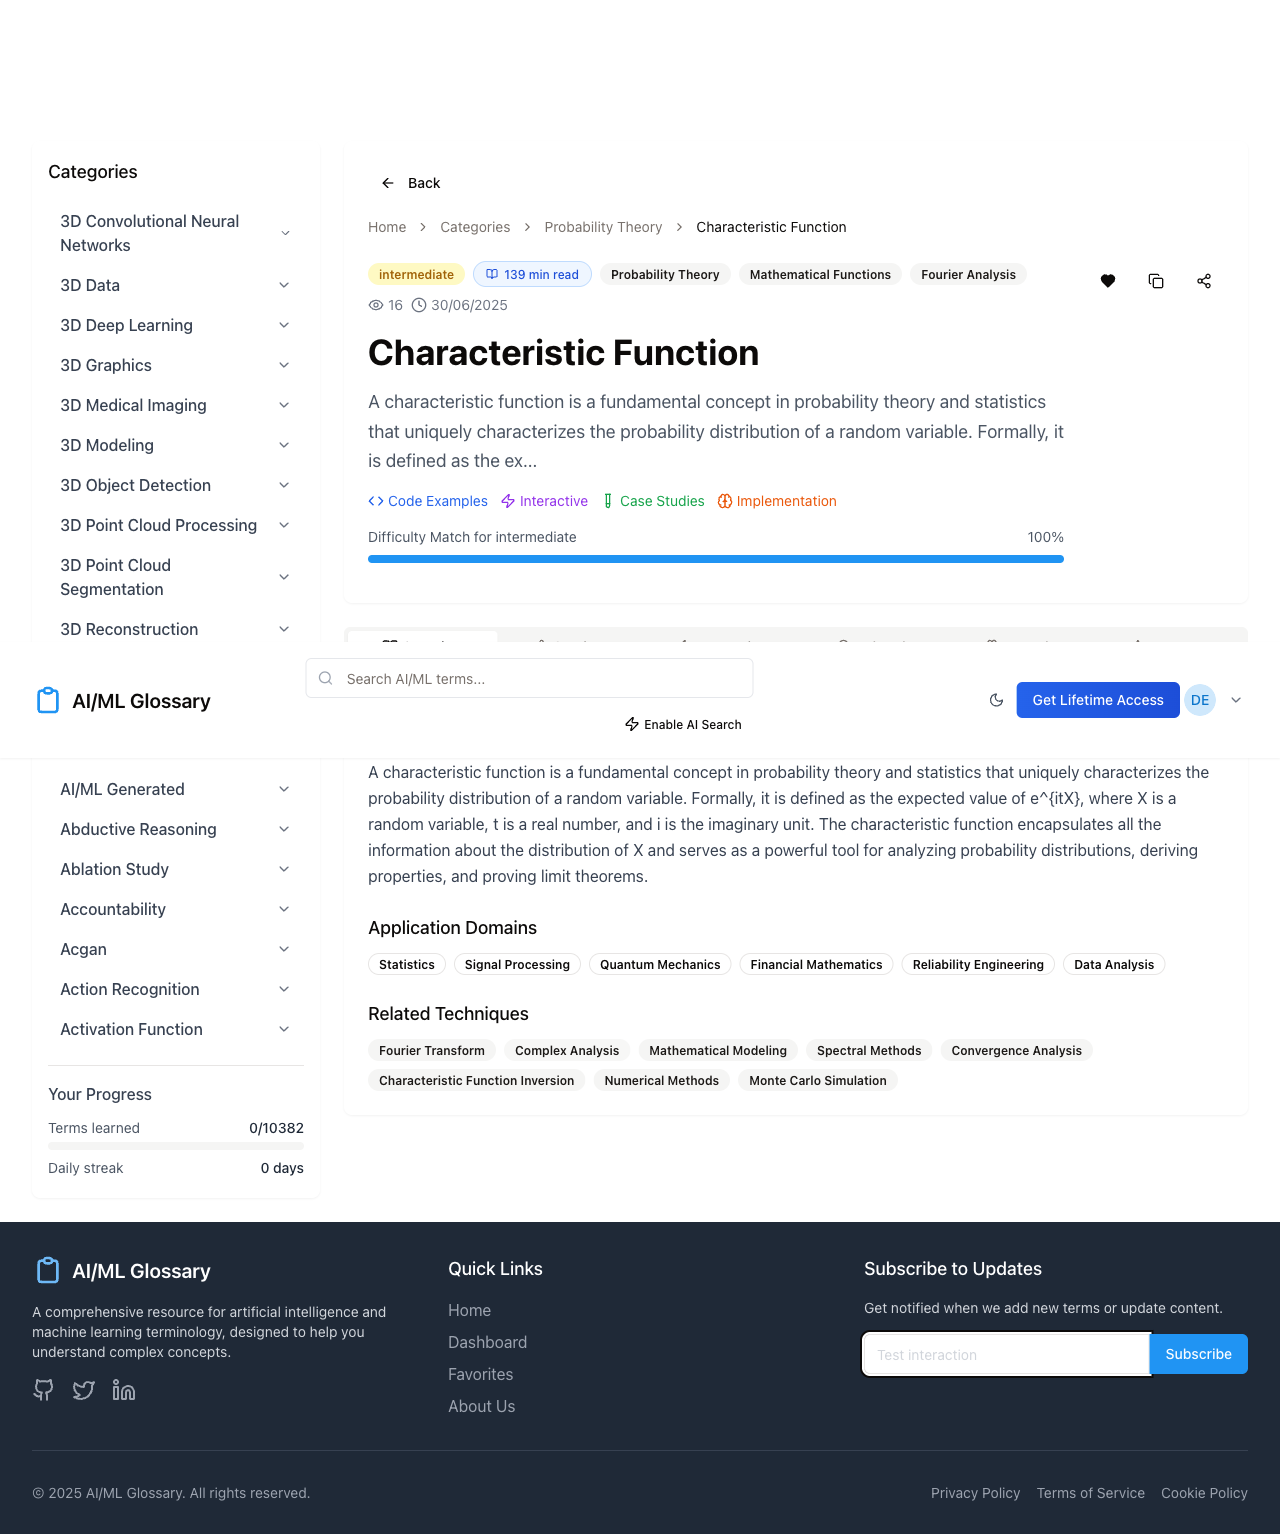 Categories
3D Convolutional Neural
Networks
3D Data
3D Deep Learning
3D Graphics
3D Medical Imaging
3D Modeling
3D Object Detection
3D Point Cloud Processing
3D Point Cloud
Segmentation
3D Reconstruction
Back
Home > Categories > Probability Theory > Characteristic Function
intermediate 139 min read Probability Theory Mathematical Functions Fourier Analysis
16 30/06/2025
Characteristic Function
A characteristic function is a fundamental concept in probability theory and statistics
that uniquely characterizes the probability distribution of a random variable. Formally, it
is defined as the ex...
Code Examples Interactive Case Studies Implementation
Difficulty Match for intermediate 100%
AI/ML Glossary
Search AI/ML terms...
Enable AI Search
Get Lifetime Access DE
AI/ML Generated
Abductive Reasoning
Ablation Study
Accountability
Acgan
Action Recognition
Activation Function
Your Progress
Terms learned 0/10382
Daily streak 0 days
A characteristic function is a fundamental concept in probability theory and statistics that uniquely characterizes the
probability distribution of a random variable. Formally, it is defined as the expected value of e^{itX}, where X is a
random variable, t is a real number, and i is the imaginary unit. The characteristic function encapsulates all the
information about the distribution of X and serves as a powerful tool for analyzing probability distributions, deriving
properties, and proving limit theorems.
Application Domains
Statistics Signal Processing Quantum Mechanics Financial Mathematics Reliability Engineering Data Analysis
Related Techniques
Fourier Transform Complex Analysis Mathematical Modeling Spectral Methods Convergence Analysis
Characteristic Function Inversion Numerical Methods Monte Carlo Simulation
AI/ML Glossary
A comprehensive resource for artificial intelligence and
machine learning terminology, designed to help you
understand complex concepts.
Quick Links
Home
Dashboard
Favorites
About Us
Subscribe to Updates
Get notified when we add new terms or update content.
Test interaction Subscribe
© 2025 AI/ML Glossary. All rights reserved.
Privacy Policy Terms of Service Cookie Policy